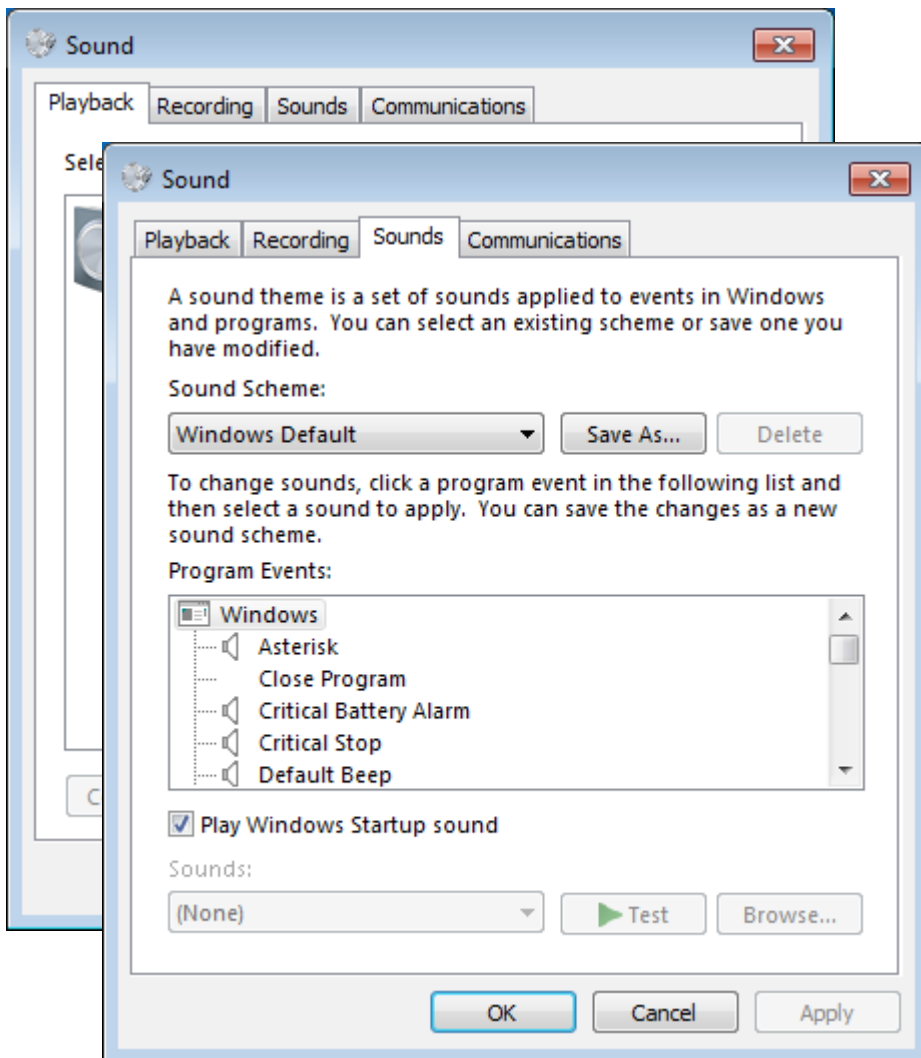 Sound
Playback Recording Sounds Communications
Sound
Playback Recording Sounds Communications
A sound theme is a set of sounds applied to events in Windows
and programs.  You can select an existing scheme or save one you
have modified.
Sound Scheme:
Windows Default Save As... Delete
To change sounds, click a program event in the following list and
then select a sound to apply.  You can save the changes as a new
sound scheme.
Program Events:
Windows
Asterisk
Close Program
Critical Battery Alarm
Critical Stop
Default Beep
Play Windows Startup sound
Sounds:
(None) Test Browse...
OK Cancel Apply